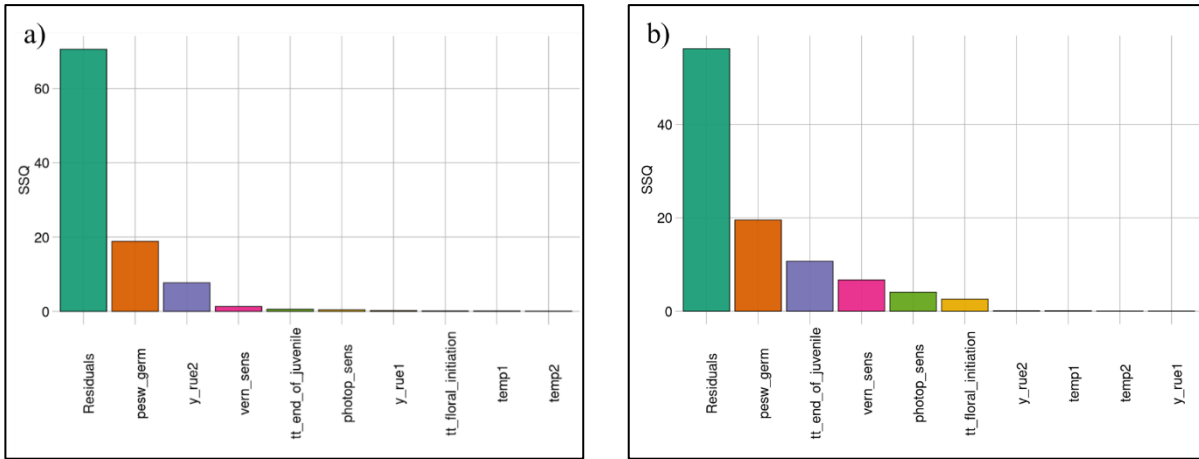 a)
60
40
20
0
SSQ
Residuals
pesw_germ
y_rue2
vern_sens
tt_end_of_juvenile
photop_sens
y_rue1
tt_floral_initiation
temp1
temp2
b)
40
20
0
SSQ
Residuals
pesw_germ
tt_end_of_juvenile
vern_sens
photop_sens
tt_floral_initiation
y_rue2
temp1
temp2
y_rue1